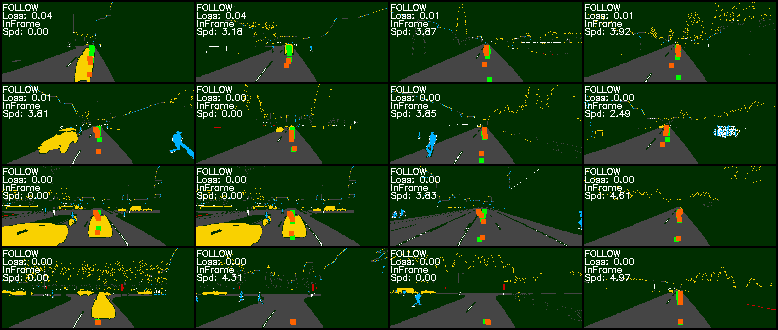 FOLLOW
Loss: 0.04
InFrame
Spd: 0.00
FOLLOW
Loss: 0.04
InFrame
Spd: 3.18
FOLLOW
Loss: 0.01
InFrame
Spd: 3.87
FOLLOW
Loss: 0.01
InFrame
Spd: 3.92
FOLLOW
Loss: 0.01
InFrame
Spd: 3.81
FOLLOW
Loss: 0.00
InFrame
Spd: 0.00
FOLLOW
Loss: 0.00
InFrame
Spd: 3.85
FOLLOW
Loss: 0.00
InFrame
Spd: 2.49
FOLLOW
Loss: 0.00
InFrame
Spd: 0.00
FOLLOW
Loss: 0.00
InFrame
Spd: 0.00
FOLLOW
Loss: 0.00
InFrame
Spd: 3.83
FOLLOW
Loss: 0.00
InFrame
Spd: 4.61
FOLLOW
Loss: 0.00
InFrame
Spd: 0.00
FOLLOW
Loss: 0.00
InFrame
Spd: 4.31
FOLLOW
Loss: 0.00
InFrame
Spd: 0.00
FOLLOW
Loss: 0.00
InFrame
Spd: 4.97